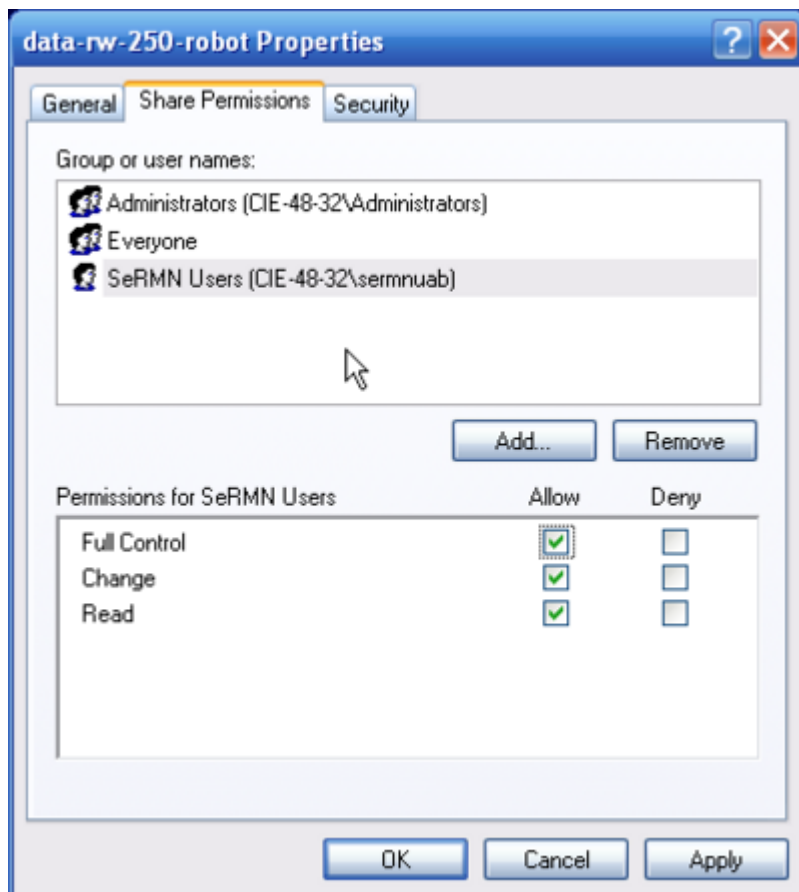 data-rw-250-robot Properties
General Share Permissions Security
Group or user names:
Administrators (CIE-48-32\Administrators)
Everyone
SeRMN Users (CIE-48-32\sermnuab)
Add... Remove
Permissions for SeRMN Users Allow Deny
Full Control
Change
Read
OK Cancel Apply